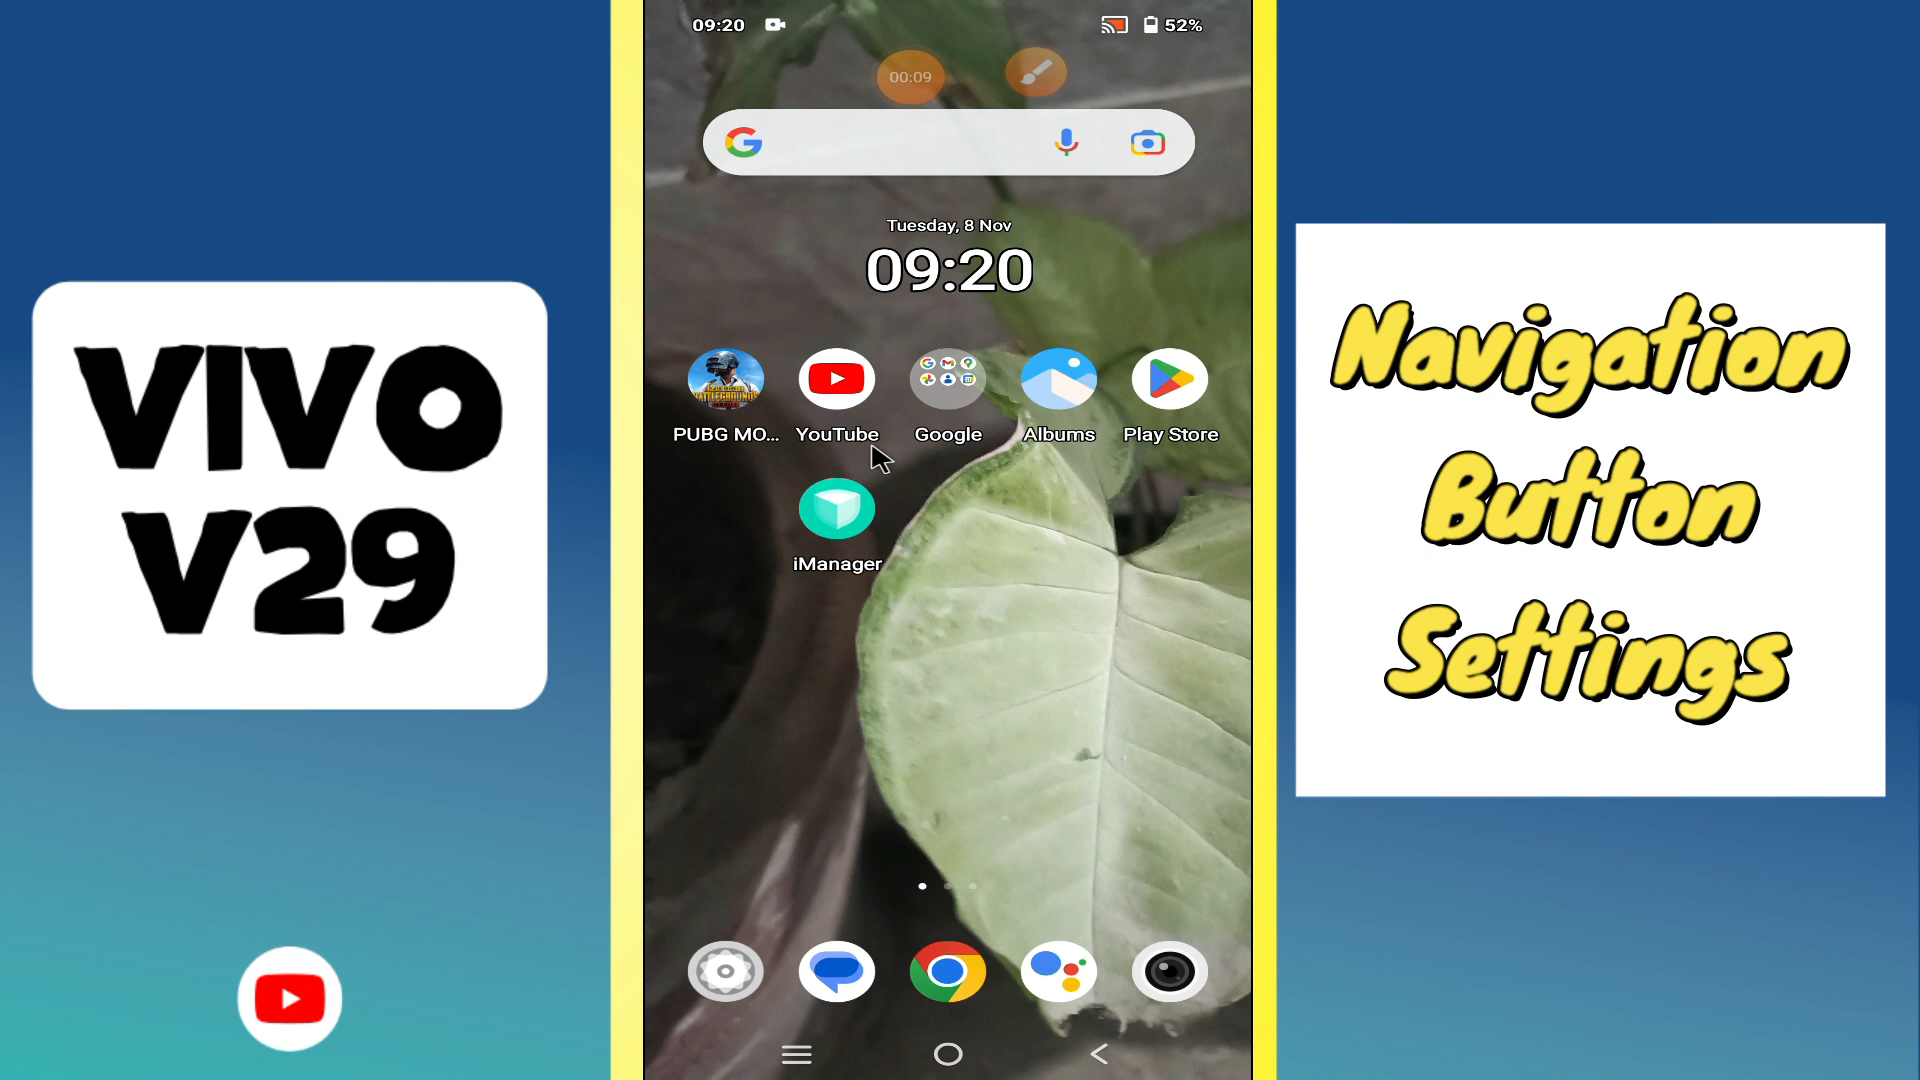 09:20
52%
00:09
Tuesday, 8 Nov
09:20
PUBG MO...
YouTube
Google
Albums
Play Store
iManager
VIVO
V29
Navigation
Button
Settings